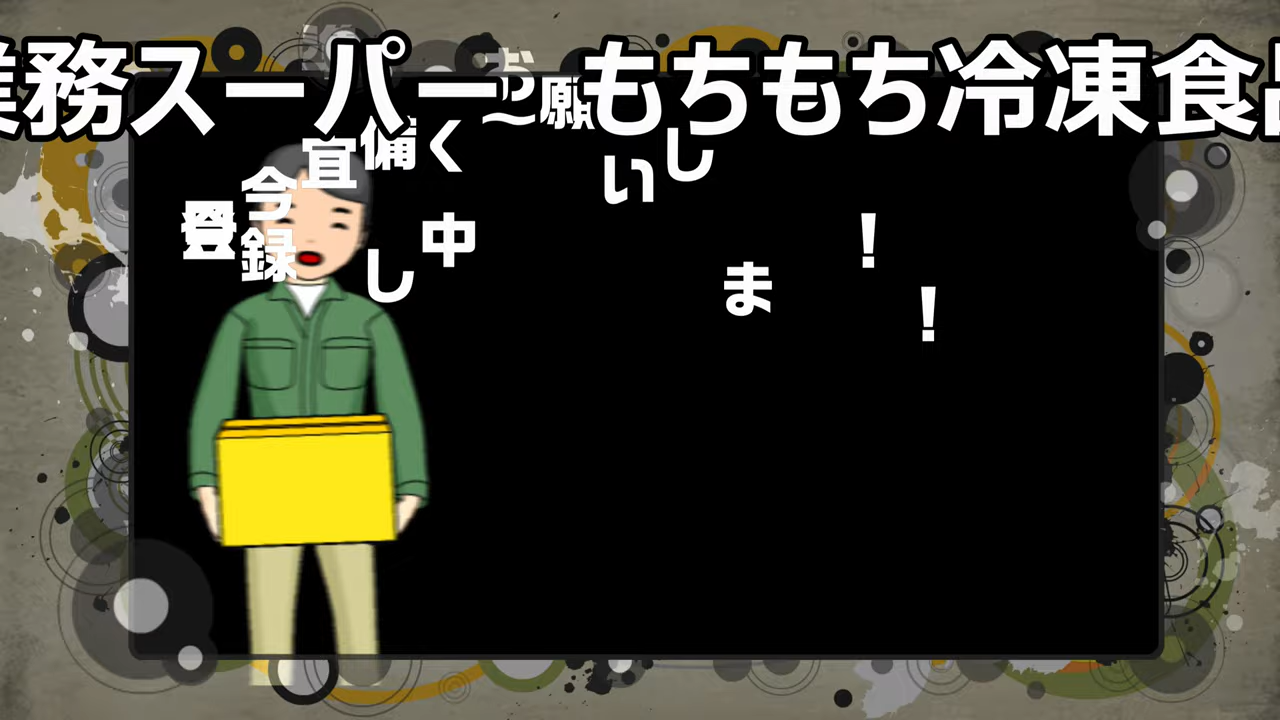 業務スーパー もちもち冷凍食品
お願
宜備く
いし
今
登録
し中
ま
！
！